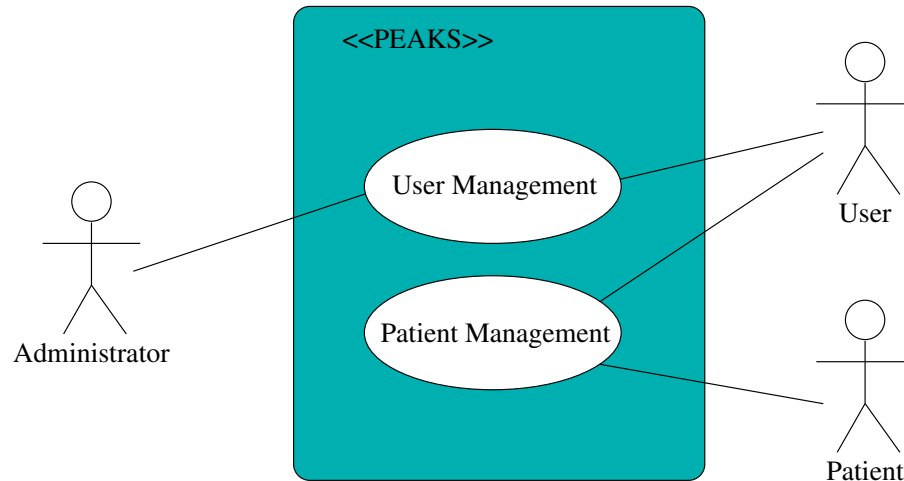 <<PEAKS>>
User Management
User
Administrator
Patient Management
Patient